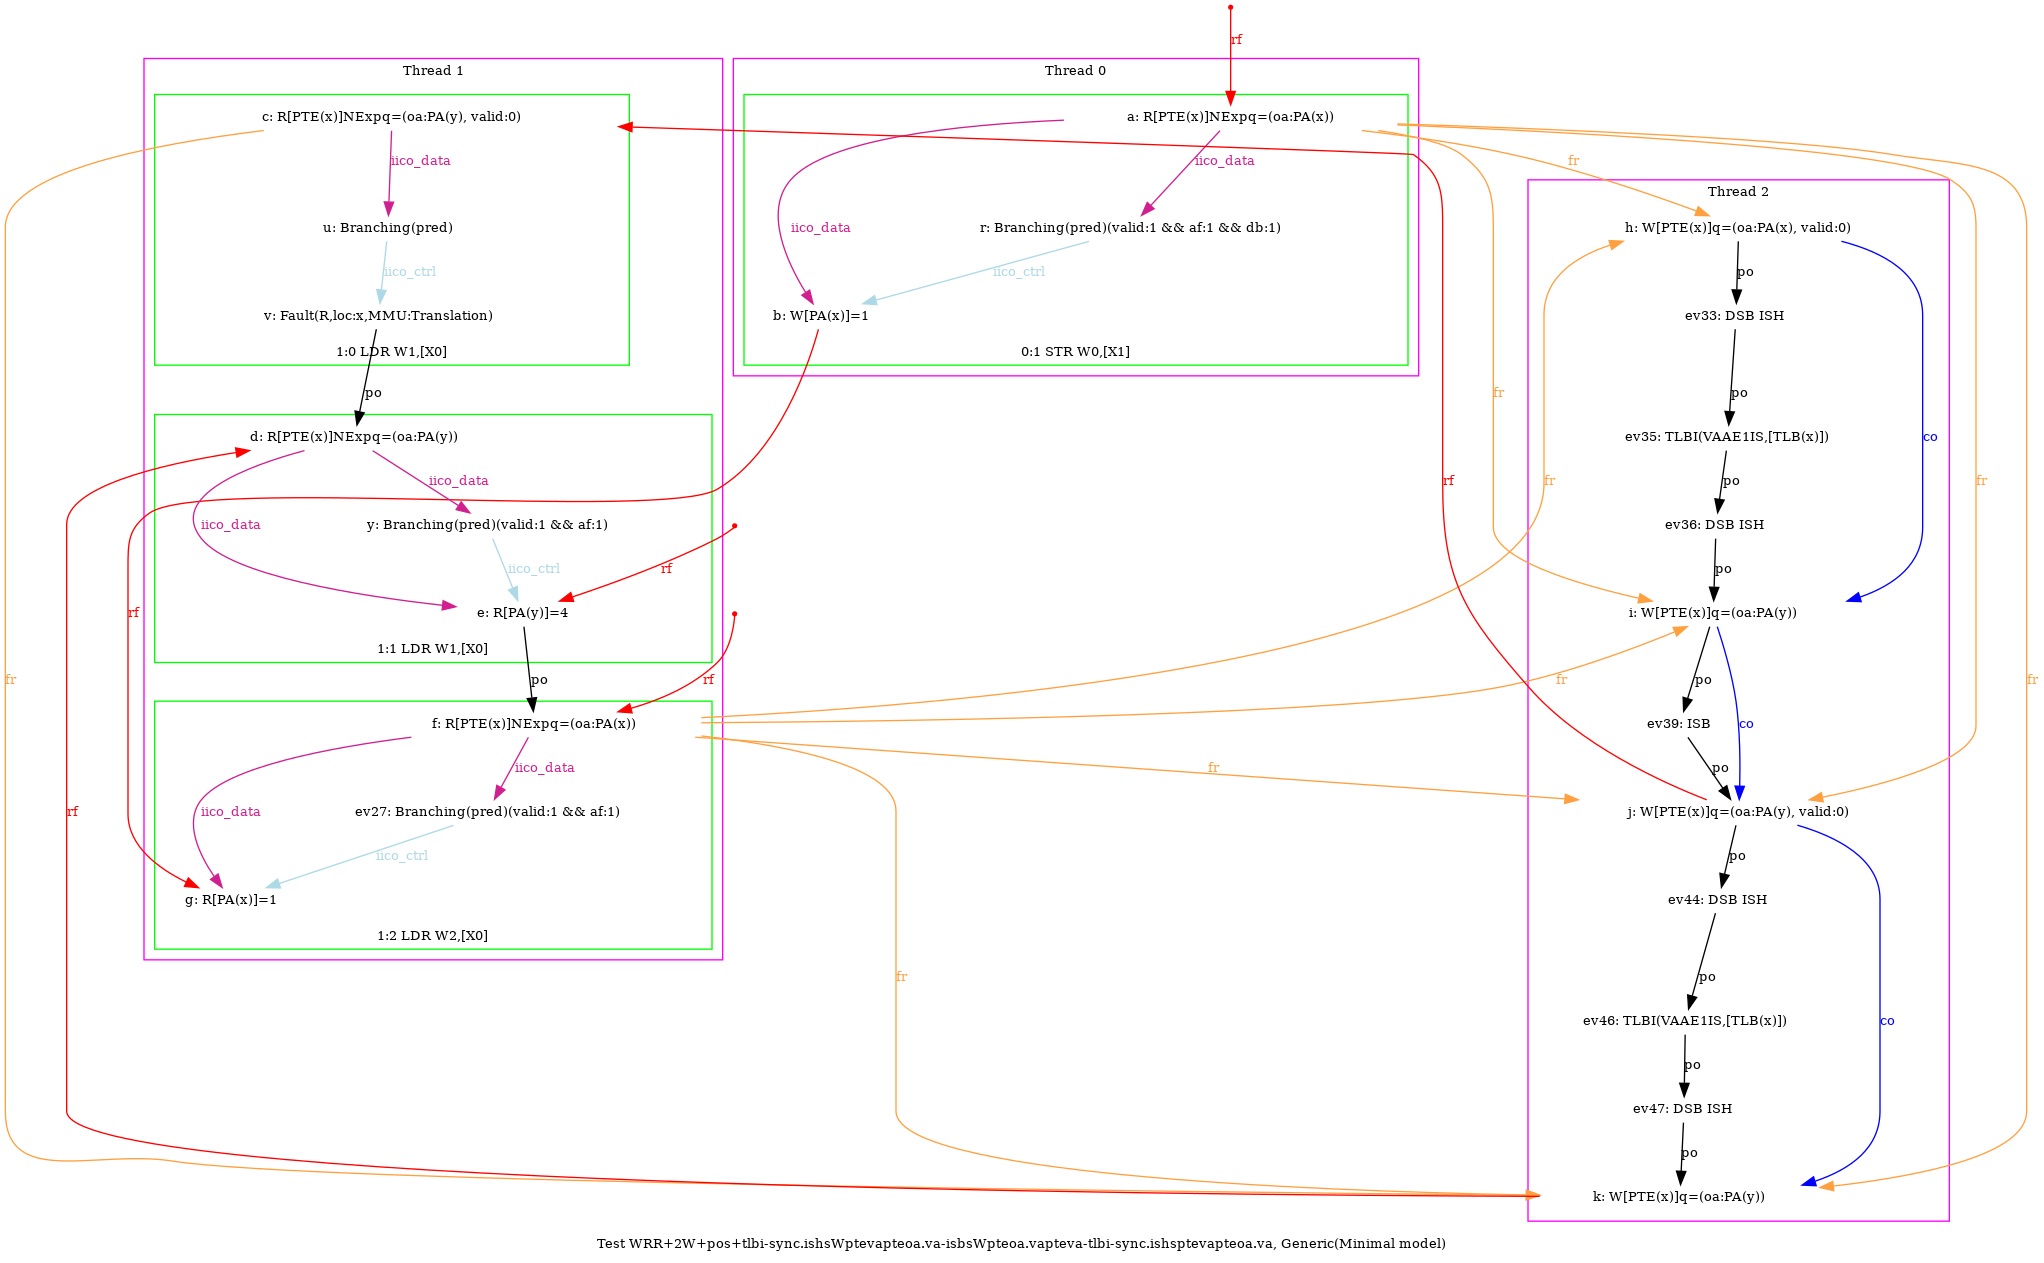 rf
Thread 1
Thread 0
c: R[PTE(x)]NExpq=(oa:PA(y), valid:0)
a: R[PTE(x)]NExpq=(oa:PA(x))
iico_data
iico_data
fr
Thread 2
u: Branching(pred)
iico_data
r: Branching(pred)(valid:1 && af:1 && db:1)
h: W[PTE(x)]q=(oa:PA(x), valid:0)
iico_ctrl
iico_ctrl
po
v: Fault(R,loc:x,MMU:Translation)
b: W[PA(x)]=1
ev33: DSB ISH
1:0 LDR W1,[X0]
0:1 STR W0,[X1]
po
fr
po
d: R[PTE(x)]NExpq=(oa:PA(y))
ev35: TLBI(VAAE1IS,[TLB(x)])
co
iico_data
rf
fr
po
fr
iico_data
y: Branching(pred)(valid:1 && af:1)
ev36: DSB ISH
iico_ctrl
rf
po
rf
e: R[PA(y)]=4
i: W[PTE(x)]q=(oa:PA(y))
1:1 LDR W1,[X0]
fr
po
rf
fr
po
fr
f: R[PTE(x)]NExpq=(oa:PA(x))
ev39: ISB
co
iico_data
fr
po
rf
iico_data
ev27: Branching(pred)(valid:1 && af:1)
j: W[PTE(x)]q=(oa:PA(y), valid:0)
iico_ctrl
po
g: R[PA(x)]=1
ev44: DSB ISH
1:2 LDR W2,[X0]
fr
po
ev46: TLBI(VAAE1IS,[TLB(x)])
co
po
ev47: DSB ISH
po
k: W[PTE(x)]q=(oa:PA(y))
Test WRR+2W+pos+tlbi-sync.ishsWptevapteoa.va-isbsWpteoa.vapteva-tlbi-sync.ishsptevapteoa.va, Generic(Minimal model)